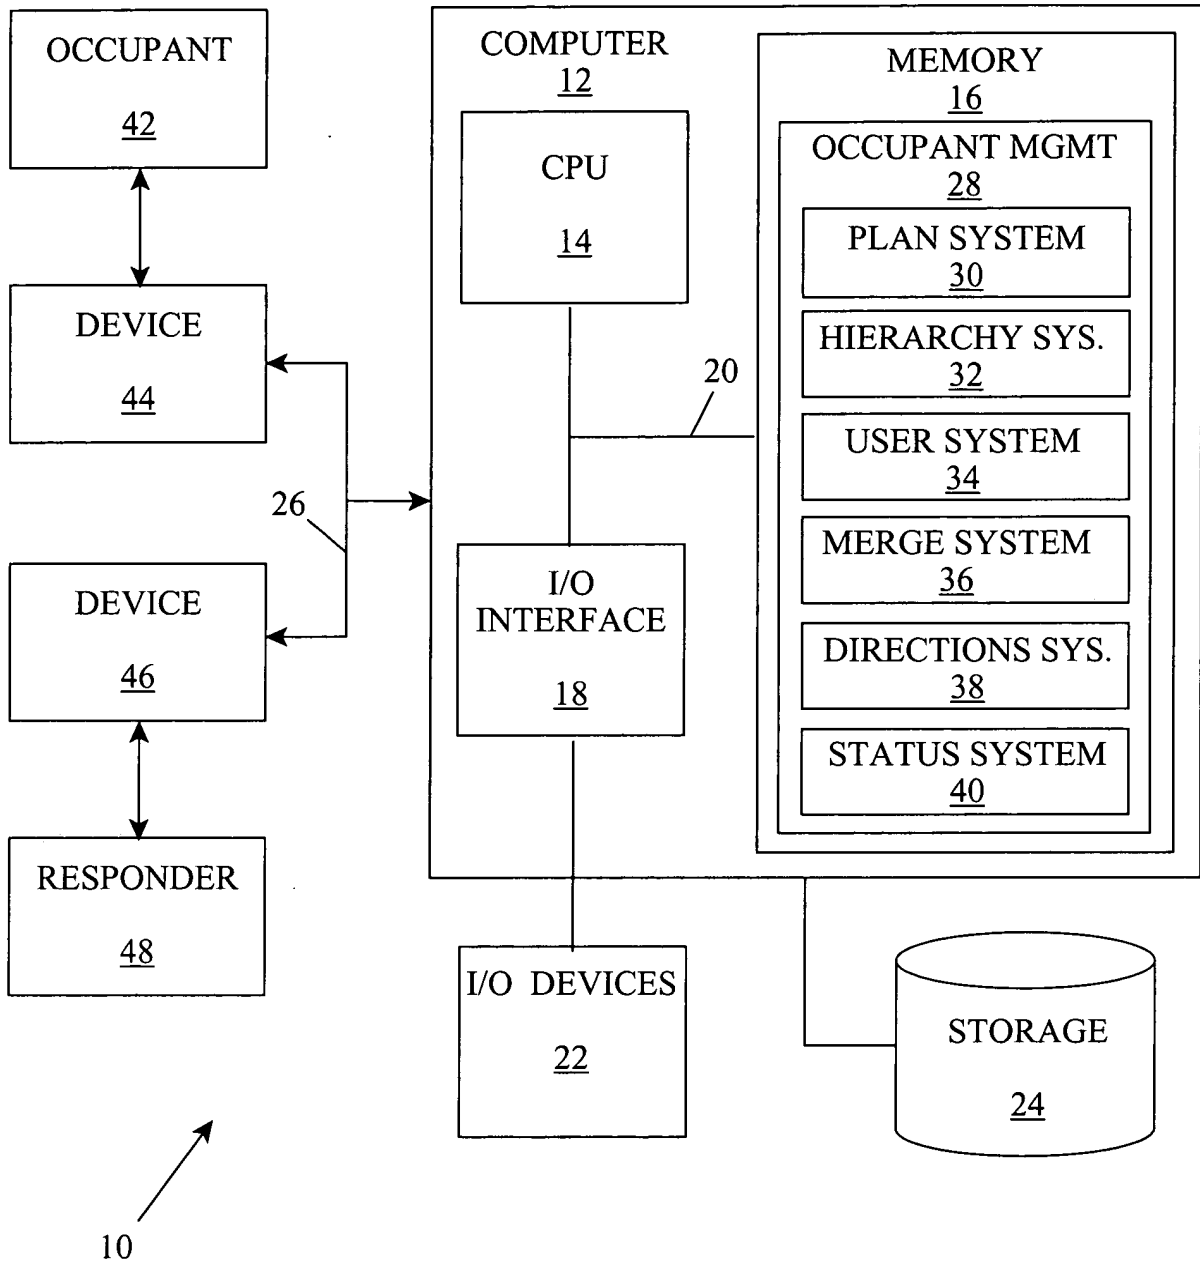 OCCUPANT
42
DEVICE
44
26
DEVICE
46
RESPONDER
48
10
COMPUTER
12
CPU
14
20
I/O
INTERFACE
18
I/O DEVICES
22
MEMORY
16
OCCUPANT MGMT
28
PLAN SYSTEM
30
HIERARCHY SYS.
32
USER SYSTEM
34
MERGE SYSTEM
36
DIRECTIONS SYS.
38
STATUS SYSTEM
40
STORAGE
24